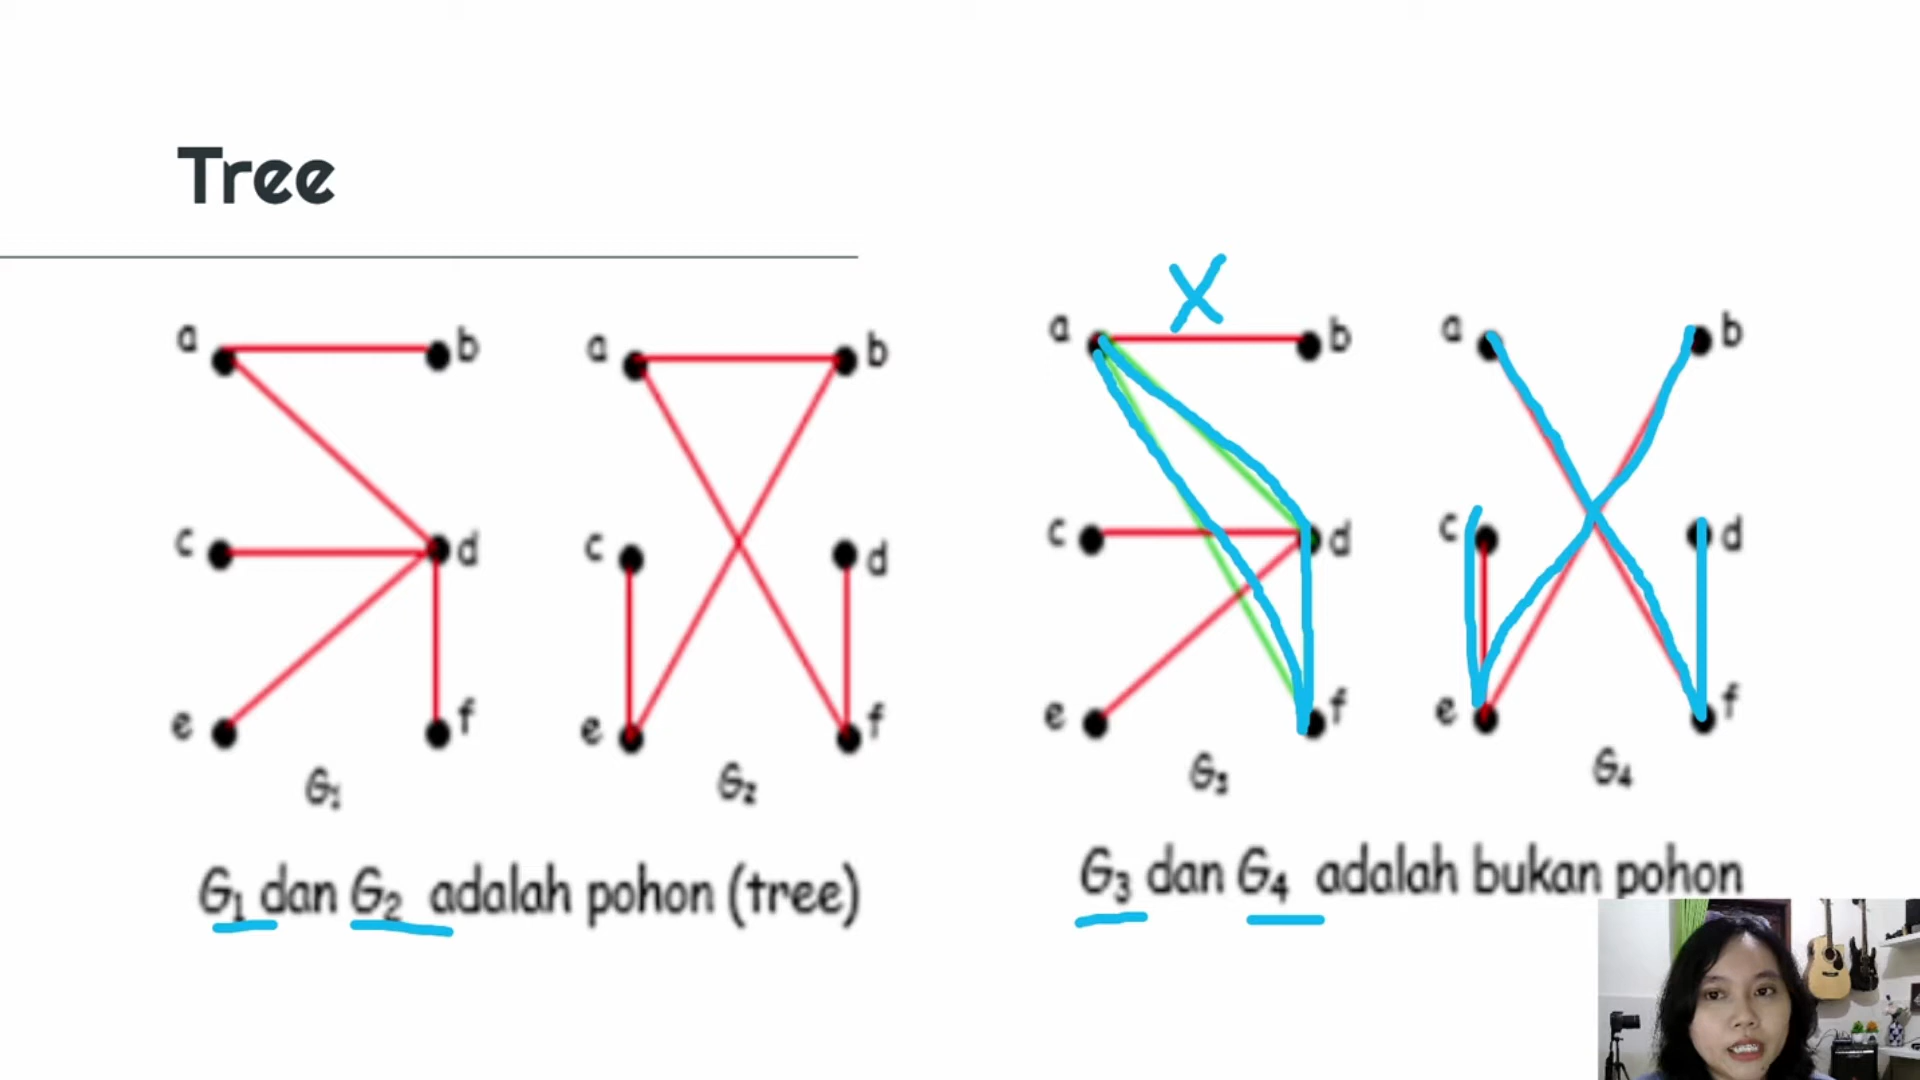 Tree
X
a b a b a b a b
c d c d c d c d
e f e f e f e f
G1 G2 G3 G4
G1 dan G2 adalah pohon (tree)
G3 dan G4 adalah bukan pohon